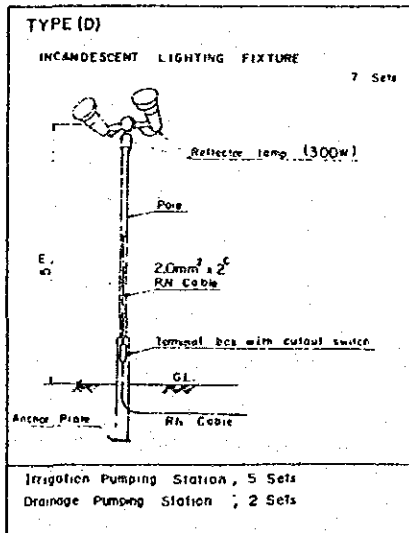 TYPE (D)
INCANDESCENT LIGHTING FIXTURE
7 Sets
Reflector lamp (300W)
Pole
2.0mm² x 2c
RN Cable
Terminal box with cutout switch
G.L.
Anchor Plate
RN Cable
Irrigation Pumping Station, 5 Sets
Drainage Pumping Station ; 2 Sets